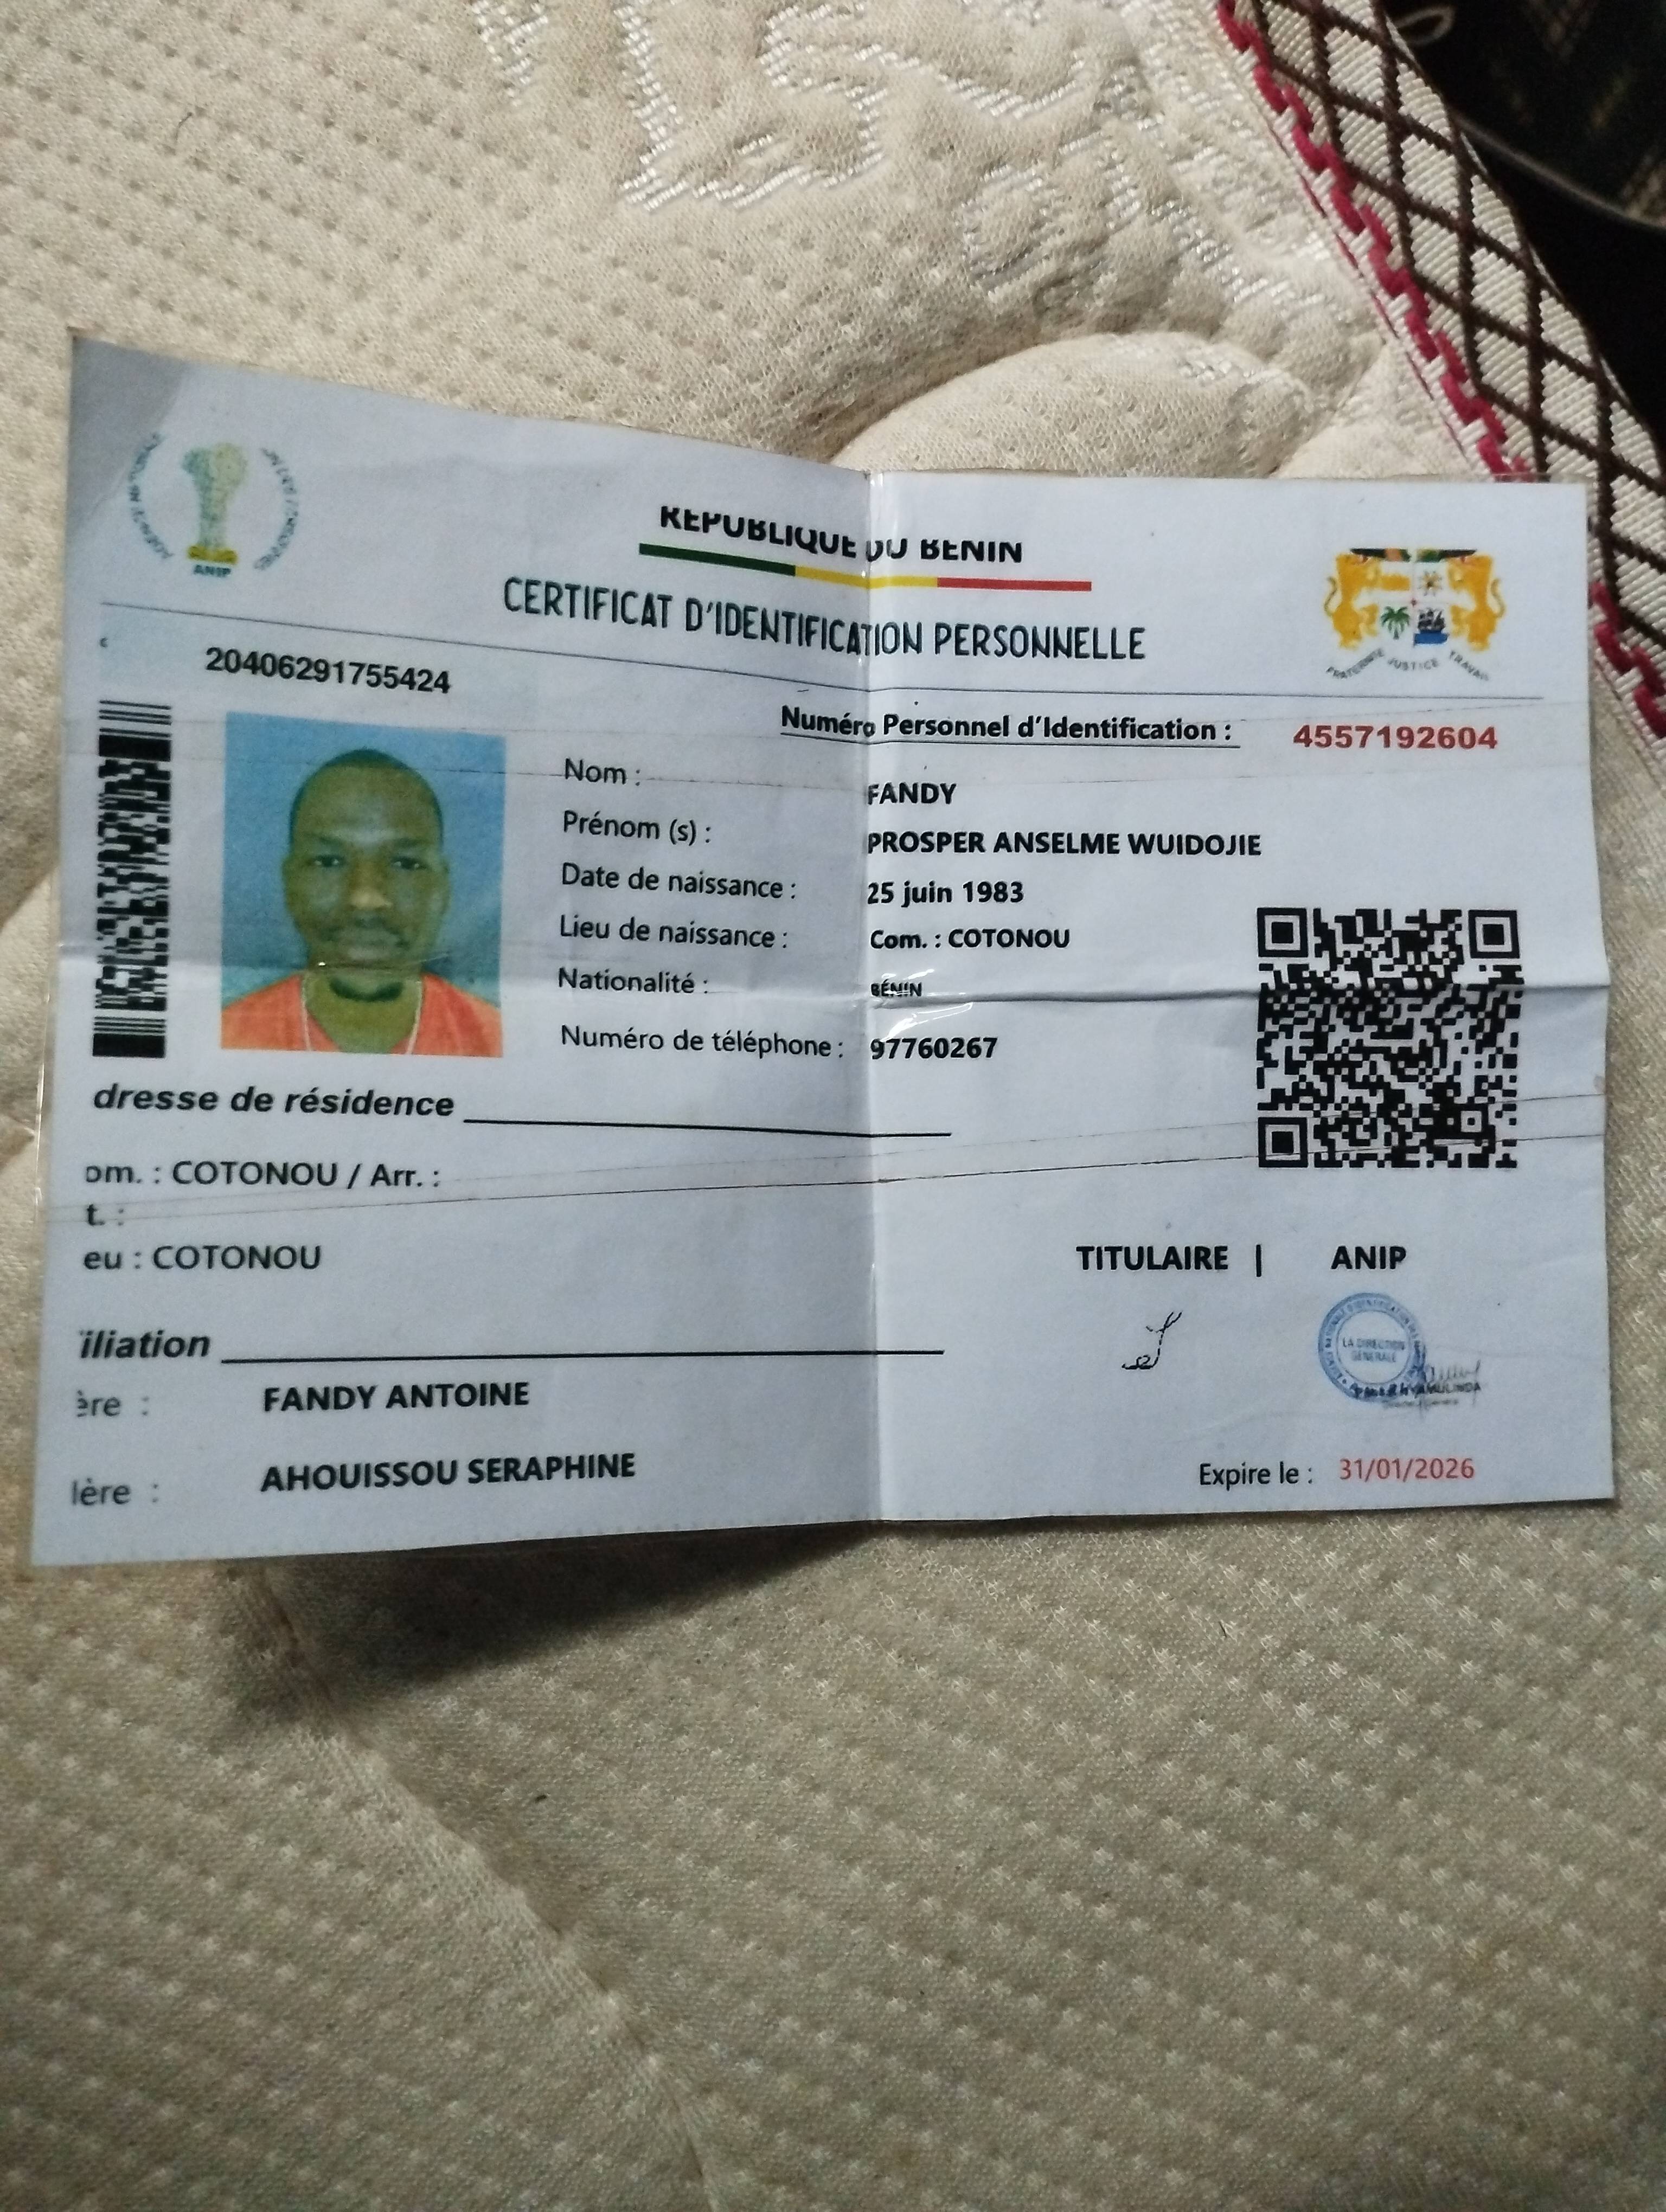 ANIP
REPUBLIQUE DU BENIN
CERTIFICAT D'IDENTIFICATION PERSONNELLE
FRATERNITE JUSTICE TRAVAIL
20406291755424
Numéro Personnel d'Identification : 4557192604
Nom : FANDY
Prénom (s) : PROSPER ANSELME WUIDOJIE
Date de naissance : 25 juin 1983
Lieu de naissance : Com. : COTONOU
Nationalité : BÉNIN
Numéro de téléphone : 97760267
dresse de résidence
om. : COTONOU / Arr. :
t. :
eu : COTONOU
TITULAIRE | ANIP
LA DIRECTION
GENERALE
iliation
ère : FANDY ANTOINE
lère : AHOUISSOU SERAPHINE
Expire le : 31/01/2026